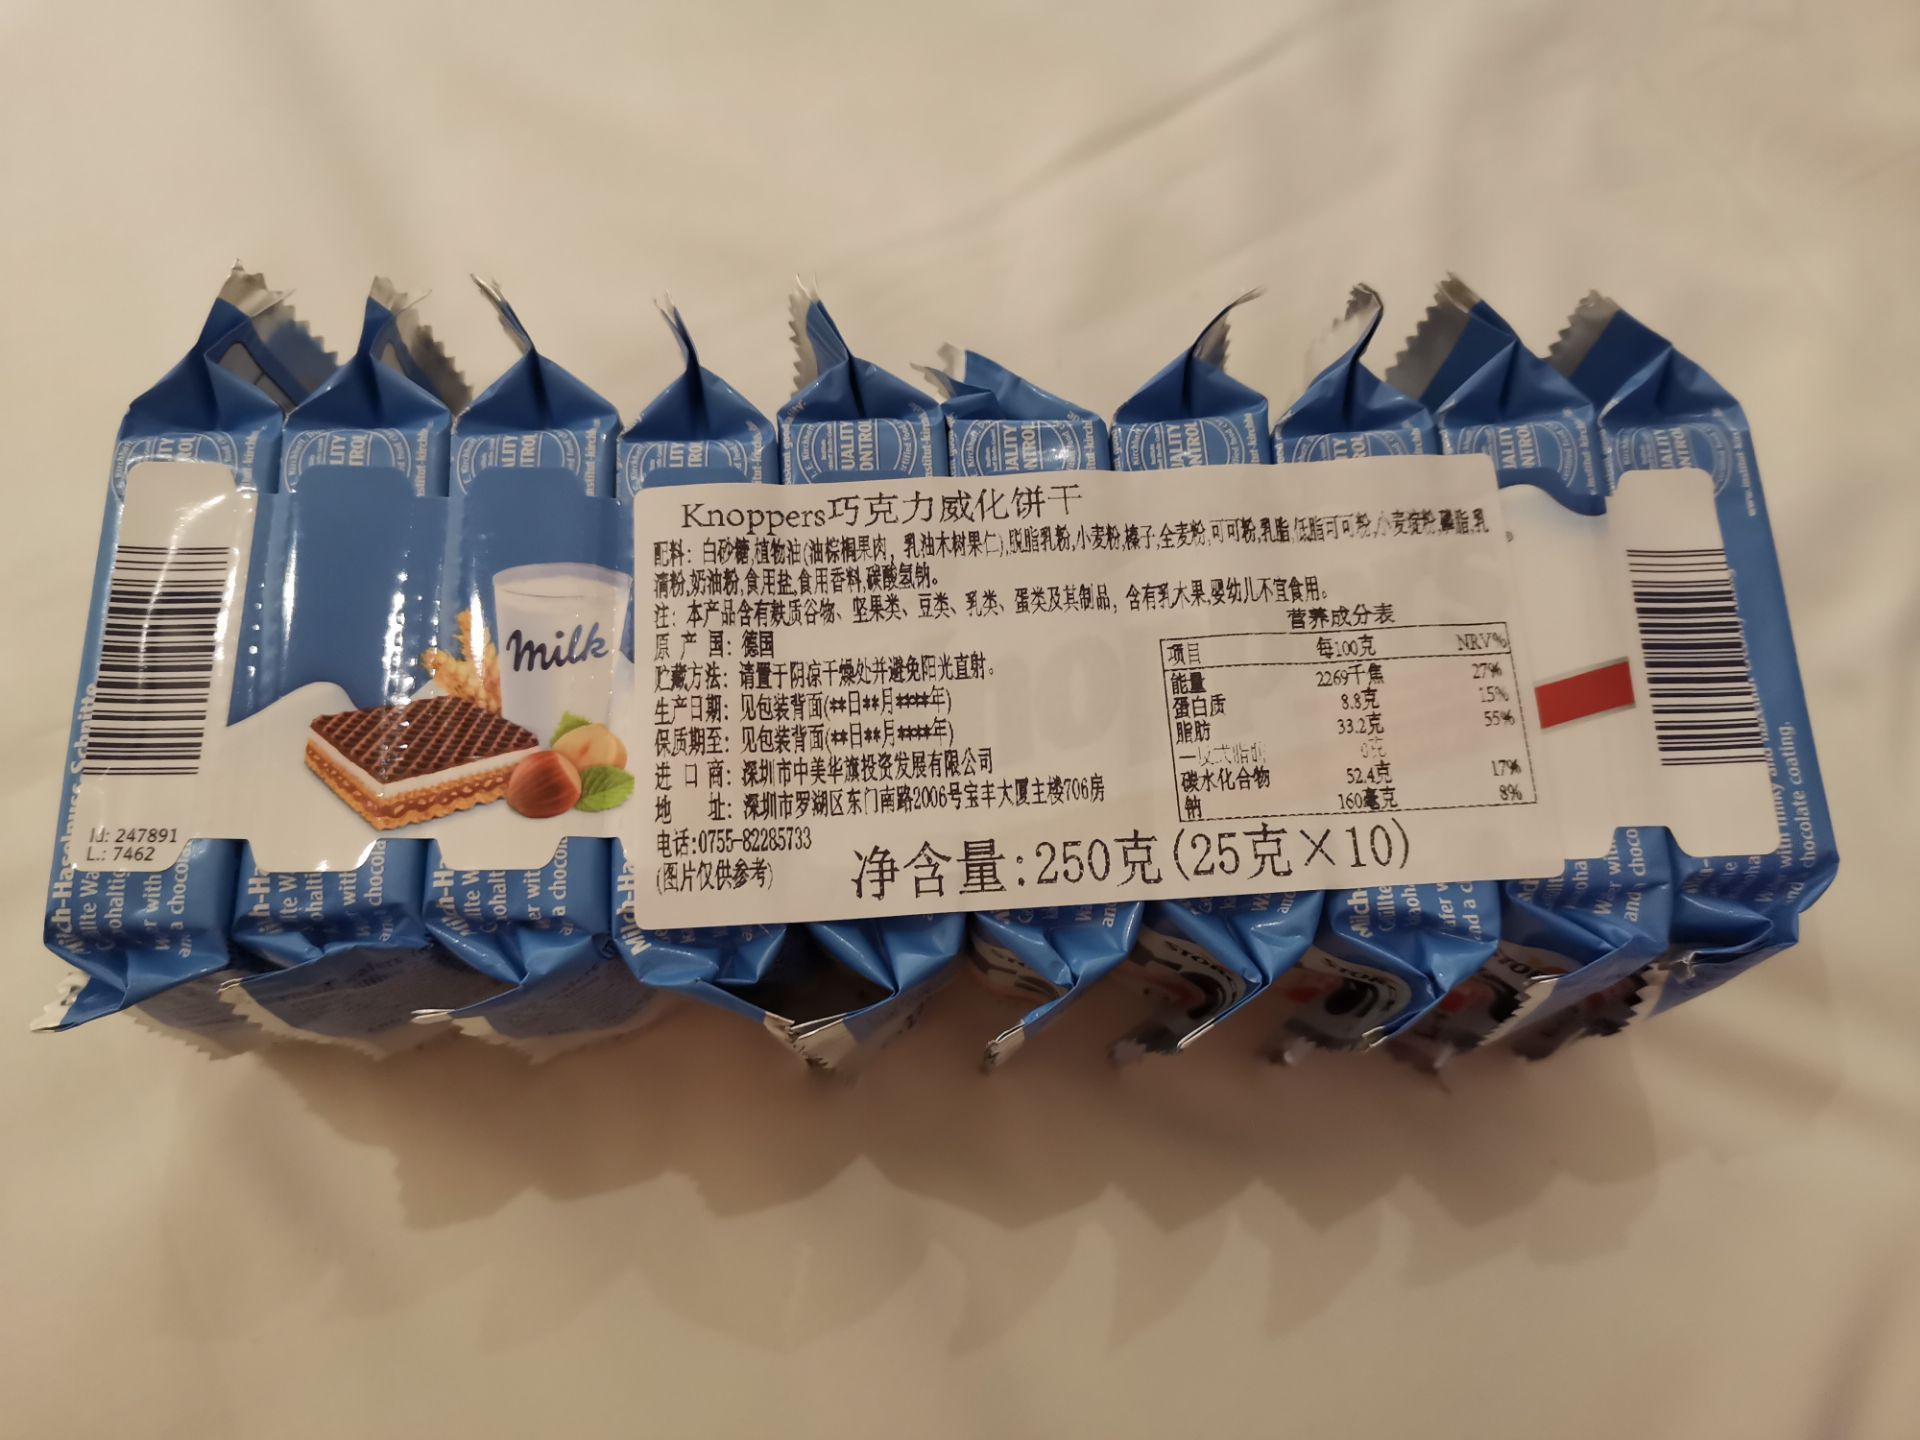 Knoppers巧克力威化饼干
配料：白砂糖,植物油(油棕榈果肉，乳油木树果仁),脱脂乳粉,小麦粉,榛子,全麦粉,可可粉,乳脂,低脂可可粉,小麦淀粉,磷脂,乳
清粉,奶油粉,食用盐,食用香料,碳酸氢钠。
注：本产品含有麸质谷物、坚果类、豆类、乳类、蛋类及其制品，含有乳木果,婴幼儿不宜食用。
原产国：德国
贮藏方法：请置于阴凉干燥处并避免阳光直射。
生产日期：见包装背面(**日**月****年)
保质期至：见包装背面(**日**月****年)
进口商：深圳市中美华旗投资发展有限公司
地址：深圳市罗湖区东门南路2006号宝丰大厦主楼706房
电话:0755-82285733
(图片仅供参考)
营养成分表
项目 每100克 NRV%
能量 2269千焦 27%
蛋白质 8.8克 15%
脂肪 33.2克 55%
碳水化合物 52.4克 17%
钠 160毫克 8%
净含量:250克(25克×10)
milk
Id: 247891
L.: 7462
chocolate coating.